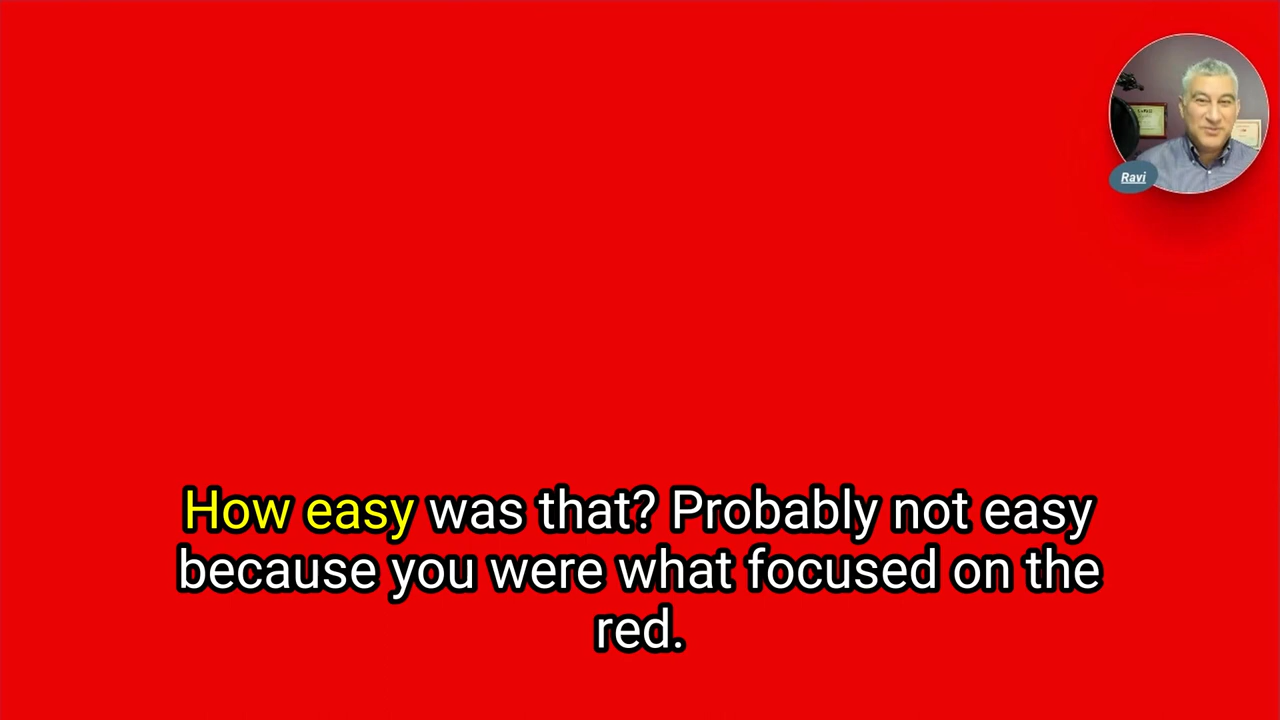 Ravi
How easy was that? Probably not easy
because you were what focused on the
red.